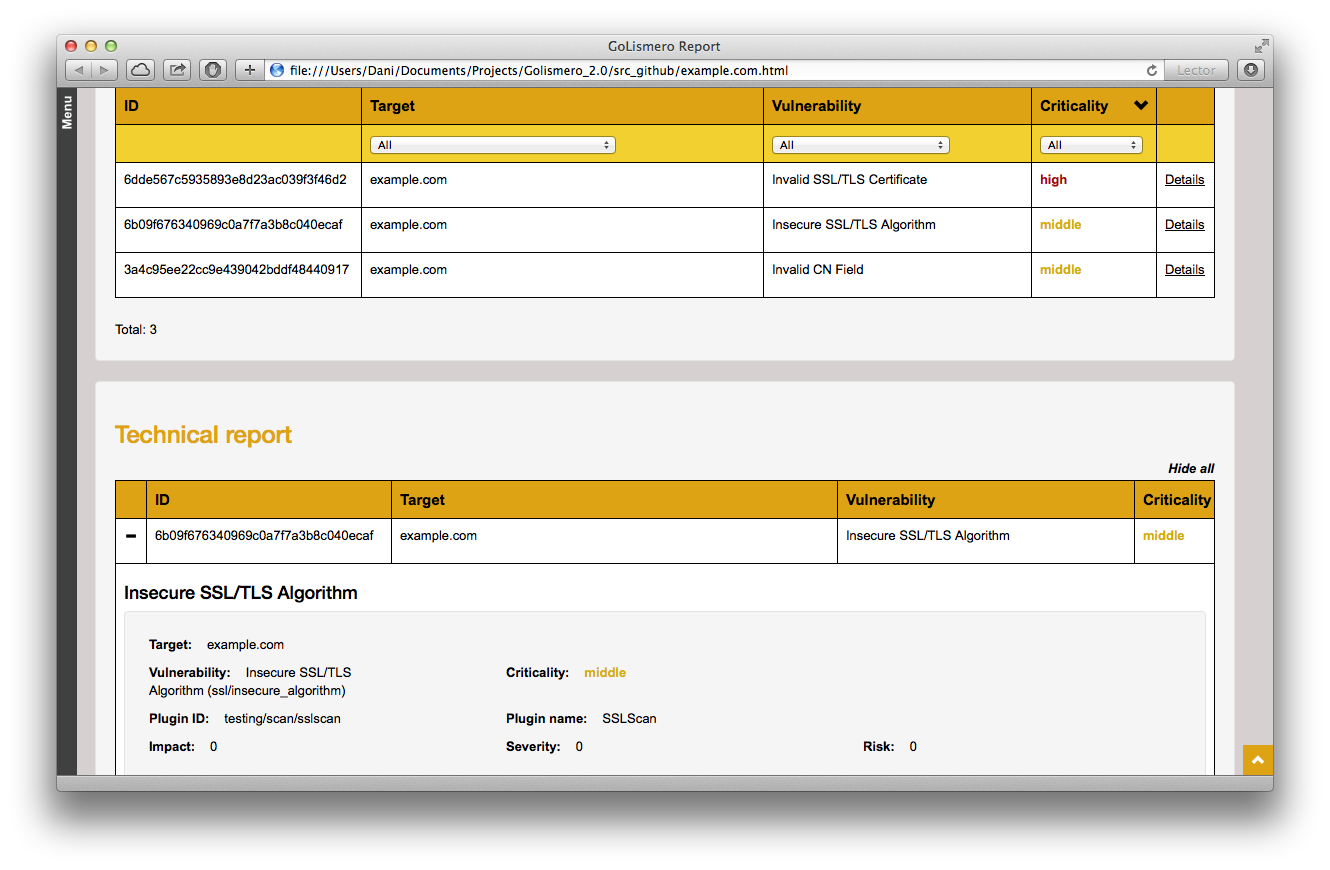 GoLismero Report
file:///Users/Dani/Documents/Projects/Golismero_2.0/src_github/example.com.html
Lector
Menu
ID Target Vulnerability Criticality
All All All
6dde567c5935893e8d23ac039f3f46d2 example.com Invalid SSL/TLS Certificate high Details
6b09f676340969c0a7f7a3b8c040ecaf example.com Insecure SSL/TLS Algorithm middle Details
3a4c95ee22cc9e439042bddf48440917 example.com Invalid CN Field middle Details
Total: 3
Technical report
Hide all
ID Target Vulnerability Criticality
6b09f676340969c0a7f7a3b8c040ecaf example.com Insecure SSL/TLS Algorithm middle
Insecure SSL/TLS Algorithm
Target: example.com
Vulnerability: Insecure SSL/TLS Criticality: middle
Algorithm (ssl/insecure_algorithm)
Plugin ID: testing/scan/sslscan Plugin name: SSLScan
Impact: 0 Severity: 0 Risk: 0